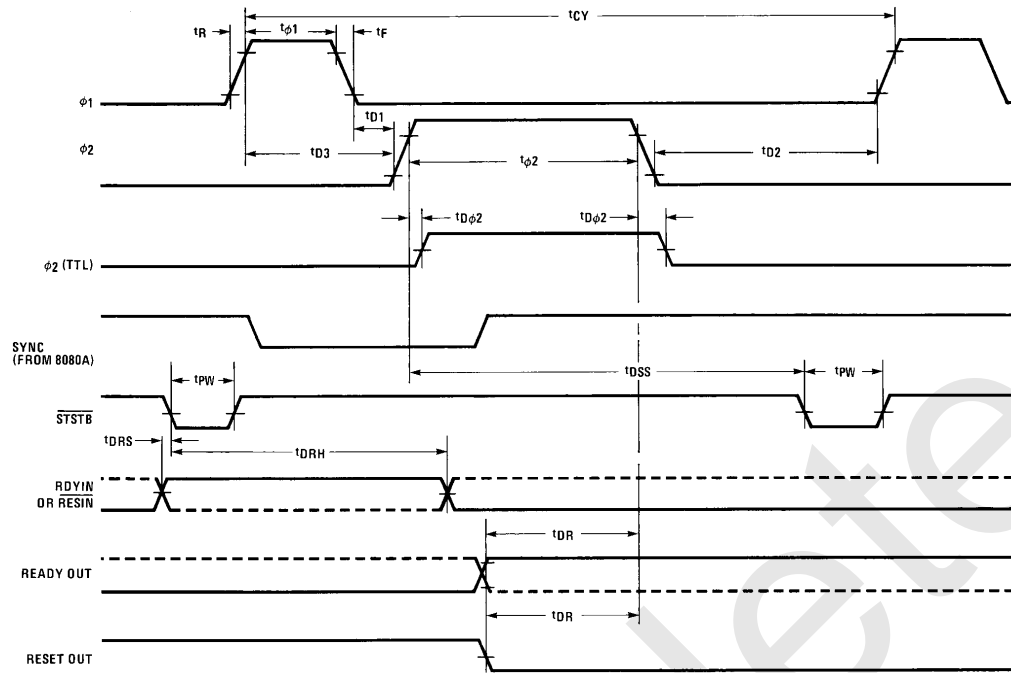 tCY
tR
tϕ1
tF
ϕ1
tD1
ϕ2
tD3
tϕ2
tD2
tDϕ2
tDϕ2
ϕ2 (TTL)
SYNC
(FROM 8080A)
tDSS
tPW
tPW
STSTB
tDRS
tDRH
RDYIN
OR RESIN
tDR
READY OUT
tDR
RESET OUT
lete